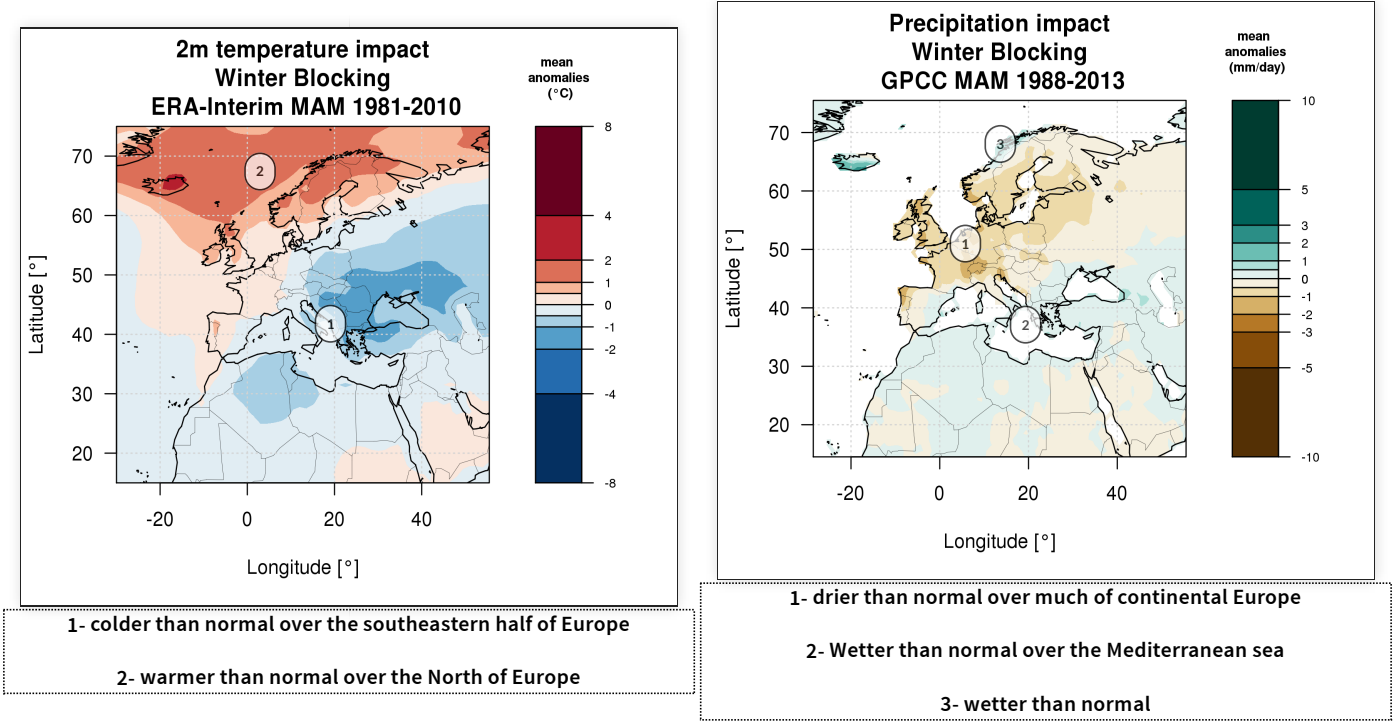 2m temperature impact
Winter Blocking
ERA-Interim MAM 1981-2010
mean
anomalies
(°C)
8
4
2
1
0
-1
-2
-4
-8
70
60
50
40
30
20
Latitude [°]
-20
0
20
40
Longitude [°]
2
1
1- colder than normal over the southeastern half of Europe
2- warmer than normal over the North of Europe
Precipitation impact
Winter Blocking
GPCC MAM 1988-2013
mean
anomalies
(mm/day)
10
5
3
2
1
0
-1
-2
-3
-5
-10
70
60
50
40
30
20
Latitude [°]
-20
0
20
40
Longitude [°]
3
1
2
1- drier than normal over much of continental Europe
2- Wetter than normal over the Mediterranean sea
3- wetter than normal